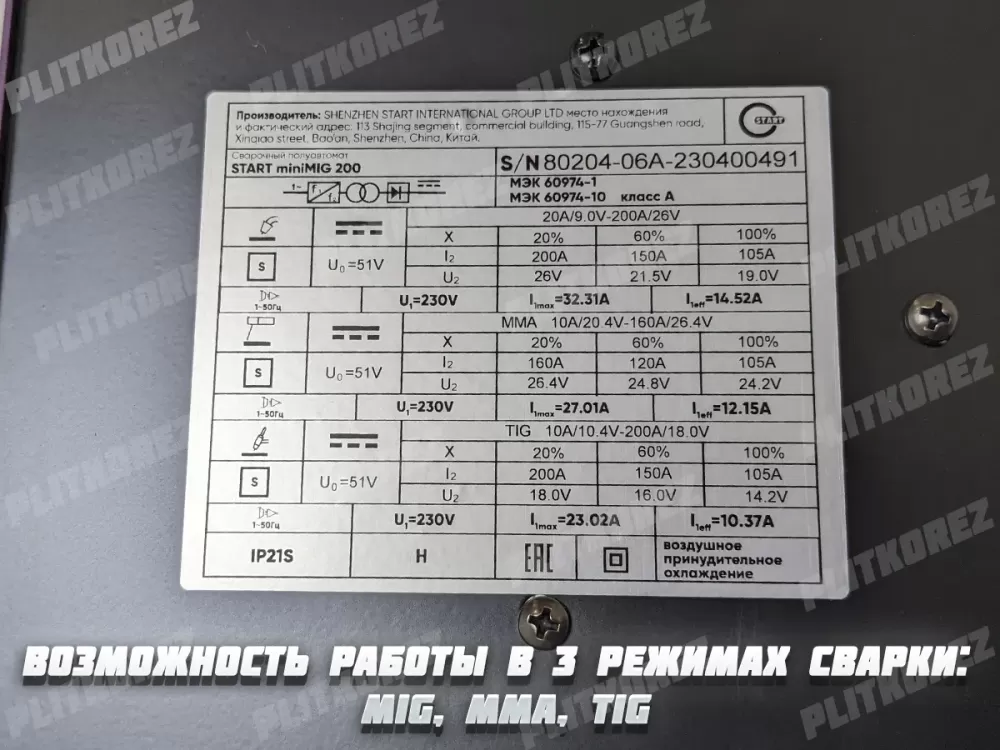 Производитель: SHENZHEN START INTERNATIONAL GROUP LTD место нахождения
и фактический адрес: 113 Shajing segment, commercial building, 115-77 Guangshen road,
Xinqiao street, Bao'an, Shenzhen, China, Китай.
START
Сварочный полуавтомат
START miniMIG 200
S/N 80204-06A-230400491
1~ f₁ f₂
МЭК 60974-1
МЭК 60974-10 класс А
20A/9.0V-200A/26V
X 20% 60% 100%
S U₀=51V I₂ 200A 150A 105A
U₂ 26V 21.5V 19.0V
1~50Гц U₁=230V I₁max=32.31A I₁eff=14.52A
MMA 10A/20.4V-160A/26.4V
X 20% 60% 100%
S U₀=51V I₂ 160A 120A 105A
U₂ 26.4V 24.8V 24.2V
1~50Гц U₁=230V I₁max=27.01A I₁eff=12.15A
TIG 10A/10.4V-200A/18.0V
X 20% 60% 100%
S U₀=51V I₂ 200A 150A 105A
U₂ 18.0V 16.0V 14.2V
1~50Гц U₁=230V I₁max=23.02A I₁eff=10.37A
IP21S H EAC воздушное
принудительное
охлаждение
ВОЗМОЖНОСТЬ РАБОТЫ В 3 РЕЖИМАХ СВАРКИ:
MIG, MMA, TIG
PLITKOREZ